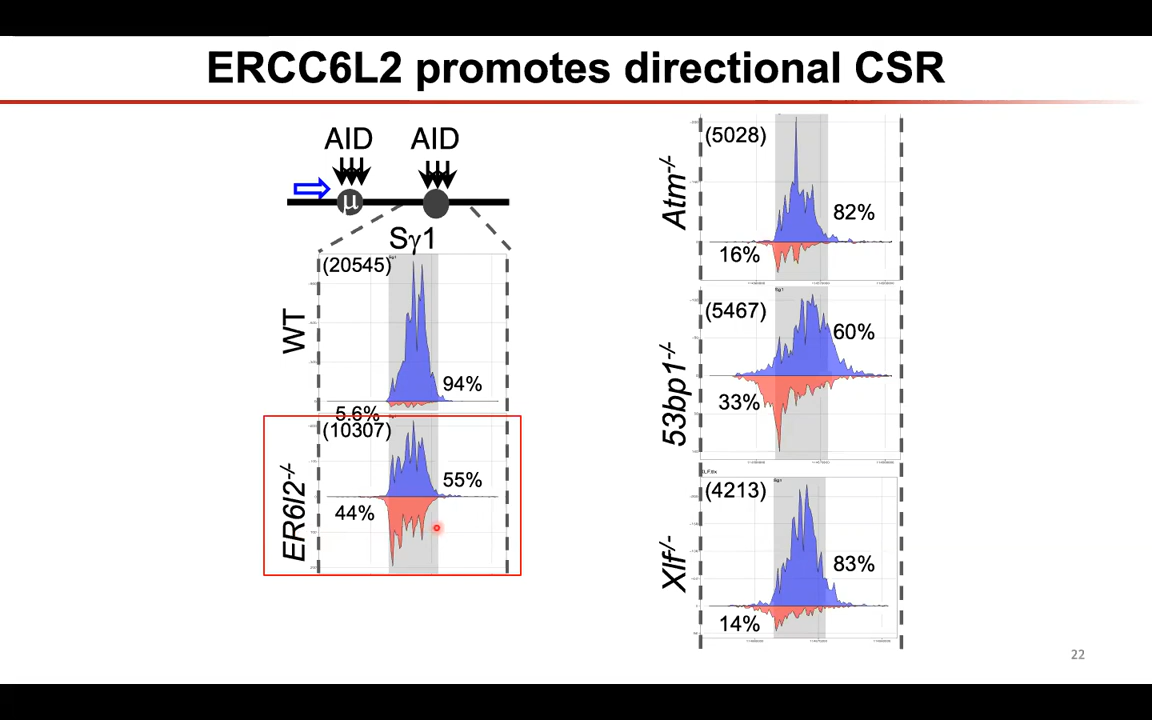 ERCC6L2 promotes directional CSR
AID AID
μ
Sγ1
WT
(20545)
94%
5.6%
ER6l2-/-
(10307)
55%
44%
Atm-/-
(5028)
82%
16%
53bp1-/-
(5467)
60%
33%
Xlf-/-
(4213)
83%
14%
22